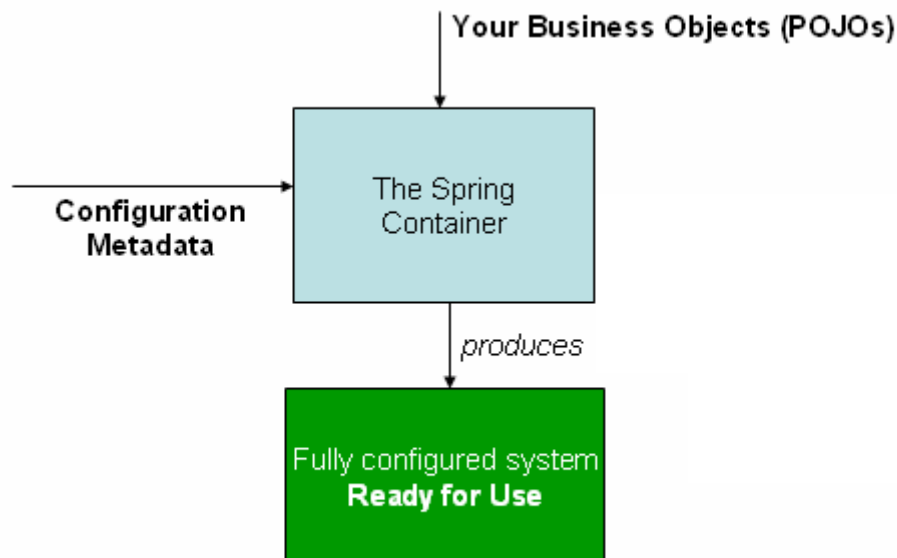 Your Business Objects (POJOs)
The Spring
Container
Configuration
Metadata
produces
Fully configured system
Ready for Use